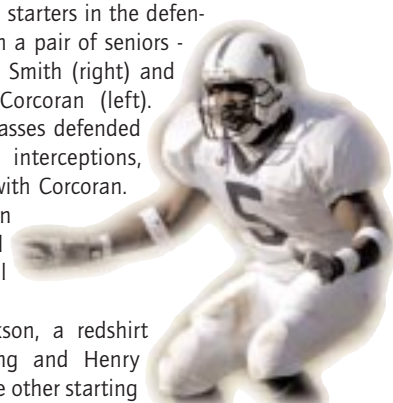 starters in the defen-
a pair of seniors -
Smith (right) and
Corcoran (left).
asses defended
interceptions,
with Corcoran.
son, a redshirt
ng and Henry
other starting
5